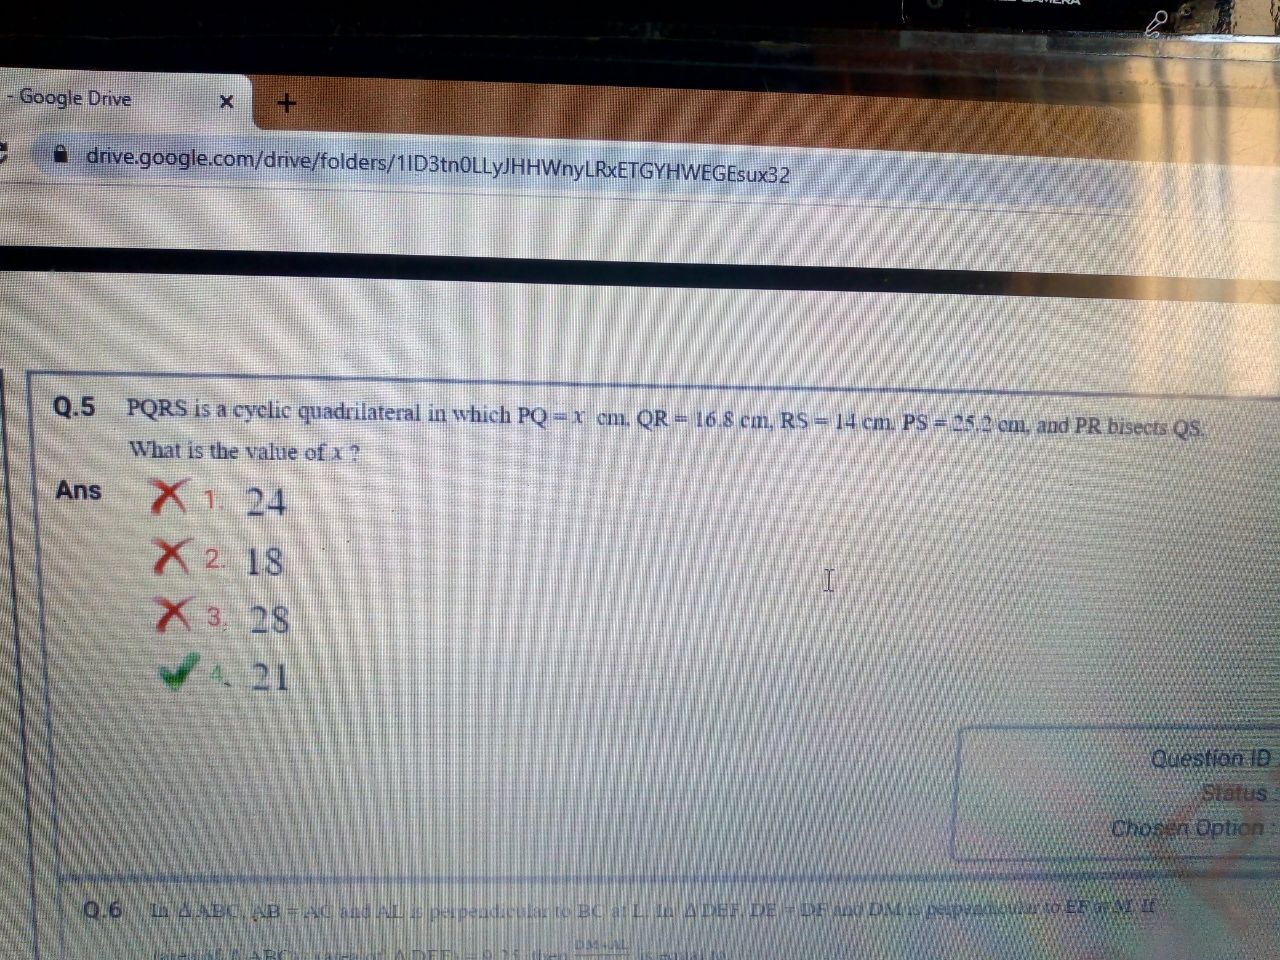 CAMERA
- Google Drive × +
drive.google.com/drive/folders/1ID3tn0LLyJHHWnyLRxETGYHWEGEsux32
Q.5 PQRS is a cyclic quadrilateral in which PQ = x cm, QR = 16.8 cm, RS = 14 cm, PS = 25.2 cm, and PR bisects QS.
What is the value of x ?
Ans 1. 24
2. 18
3. 28
4. 21
Question ID
Status :
Chosen Option :
Q.6 In Δ ABC, AB = AC and AL is perpendicular to BC at L. In Δ DEF, DE = DF and DM is perpendicular to EF at M. If